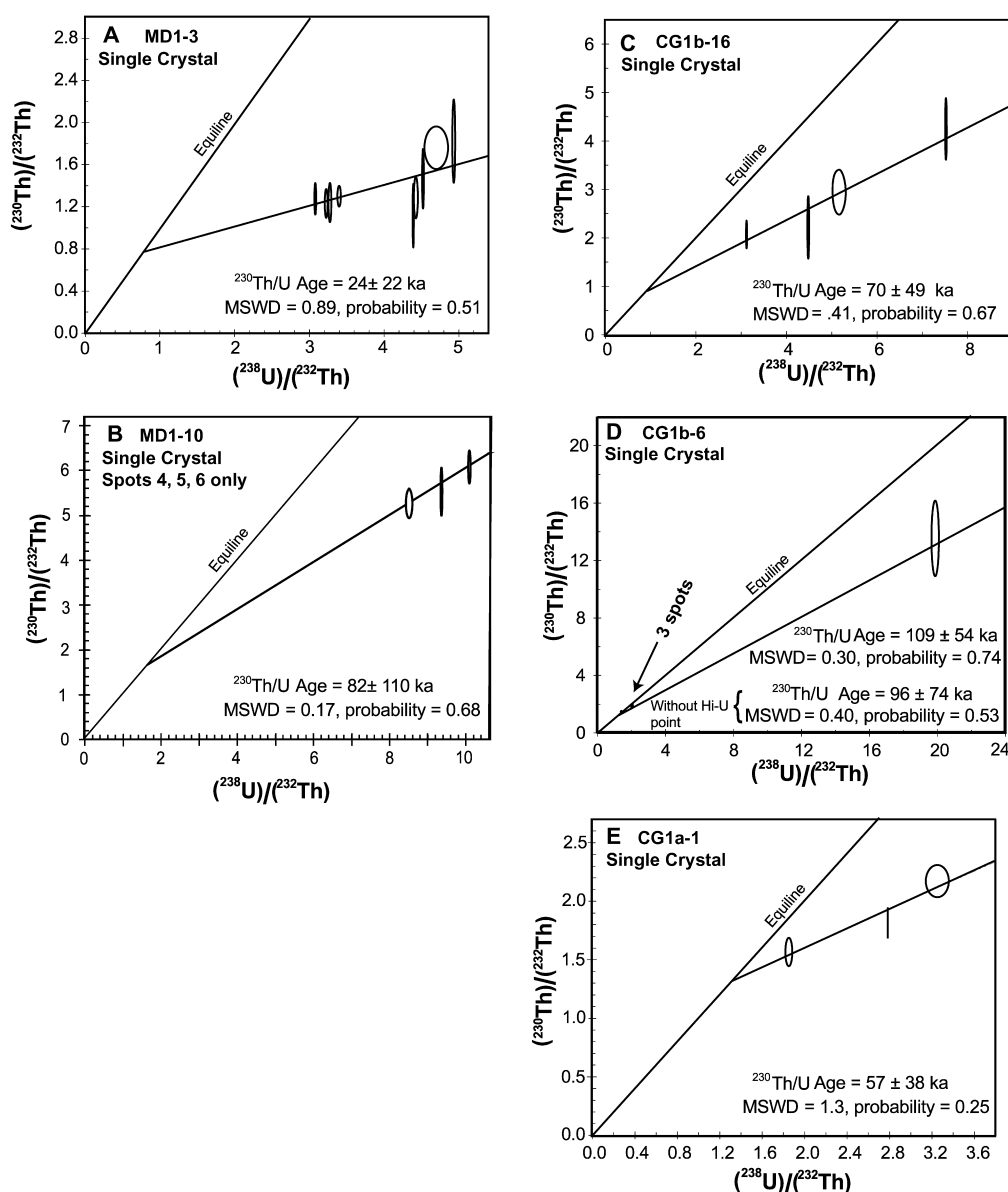 A MD1-3
Single Crystal
2.8
2.4
2.0
1.6
1.2
0.8
0.4
0.0
(²³⁰Th)/(²³²Th)
Equiline
²³⁰Th/U Age = 24± 22 ka
MSWD = 0.89, probability = 0.51
0 1 2 3 4 5
(²³⁸U)/(²³²Th)
C CG1b-16
Single Crystal
6
5
4
3
2
1
0
(²³⁰Th)/(²³²Th)
Equiline
²³⁰Th/U Age = 70 ± 49 ka
MSWD = .41, probability = 0.67
0 2 4 6 8
(²³⁸U)/(²³²Th)
B MD1-10
Single Crystal
Spots 4, 5, 6 only
7
6
5
4
3
2
1
0
(²³⁰Th)/(²³²Th)
Equiline
²³⁰Th/U Age = 82± 110 ka
MSWD = 0.17, probability = 0.68
0 2 4 6 8 10
(²³⁸U)/(²³²Th)
D CG1b-6
Single Crystal
20
16
12
8
4
0
(²³⁰Th)/(²³²Th)
Equiline
3 spots
²³⁰Th/U Age = 109 ± 54 ka
MSWD= 0.30, probability = 0.74
Without Hi-U
point
{
²³⁰Th/U Age = 96 ± 74 ka
MSWD = 0.40, probability = 0.53
0 4 8 12 16 20 24
(²³⁸U)/(²³²Th)
E CG1a-1
Single Crystal
2.5
2.0
1.5
1.0
0.5
0.0
(²³⁰Th)/(²³²Th)
Equiline
²³⁰Th/U Age = 57 ± 38 ka
MSWD = 1.3, probability = 0.25
0.0 0.4 0.8 1.2 1.6 2.0 2.4 2.8 3.2 3.6
(²³⁸U)/(²³²Th)